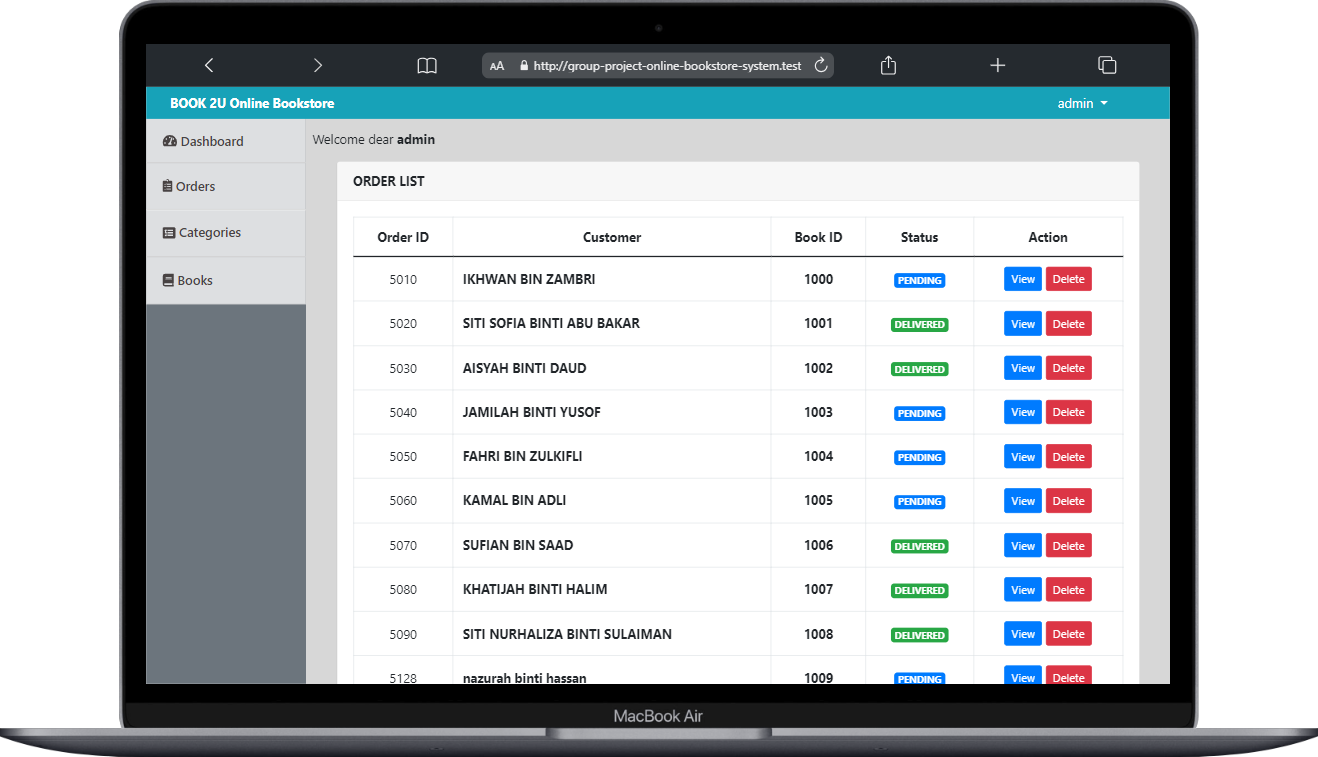 AA http://group-project-online-bookstore-system.test
BOOK 2U Online Bookstore admin
Dashboard
Orders
Categories
Books
Welcome dear admin
ORDER LIST
Order ID Customer Book ID Status Action
5010 IKHWAN BIN ZAMBRI 1000 PENDING View Delete
5020 SITI SOFIA BINTI ABU BAKAR 1001 DELIVERED View Delete
5030 AISYAH BINTI DAUD 1002 DELIVERED View Delete
5040 JAMILAH BINTI YUSOF 1003 PENDING View Delete
5050 FAHRI BIN ZULKIFLI 1004 PENDING View Delete
5060 KAMAL BIN ADLI 1005 PENDING View Delete
5070 SUFIAN BIN SAAD 1006 DELIVERED View Delete
5080 KHATIJAH BINTI HALIM 1007 DELIVERED View Delete
5090 SITI NURHALIZA BINTI SULAIMAN 1008 DELIVERED View Delete
5128 nazurah binti hassan 1009 PENDING View Delete
MacBook Air